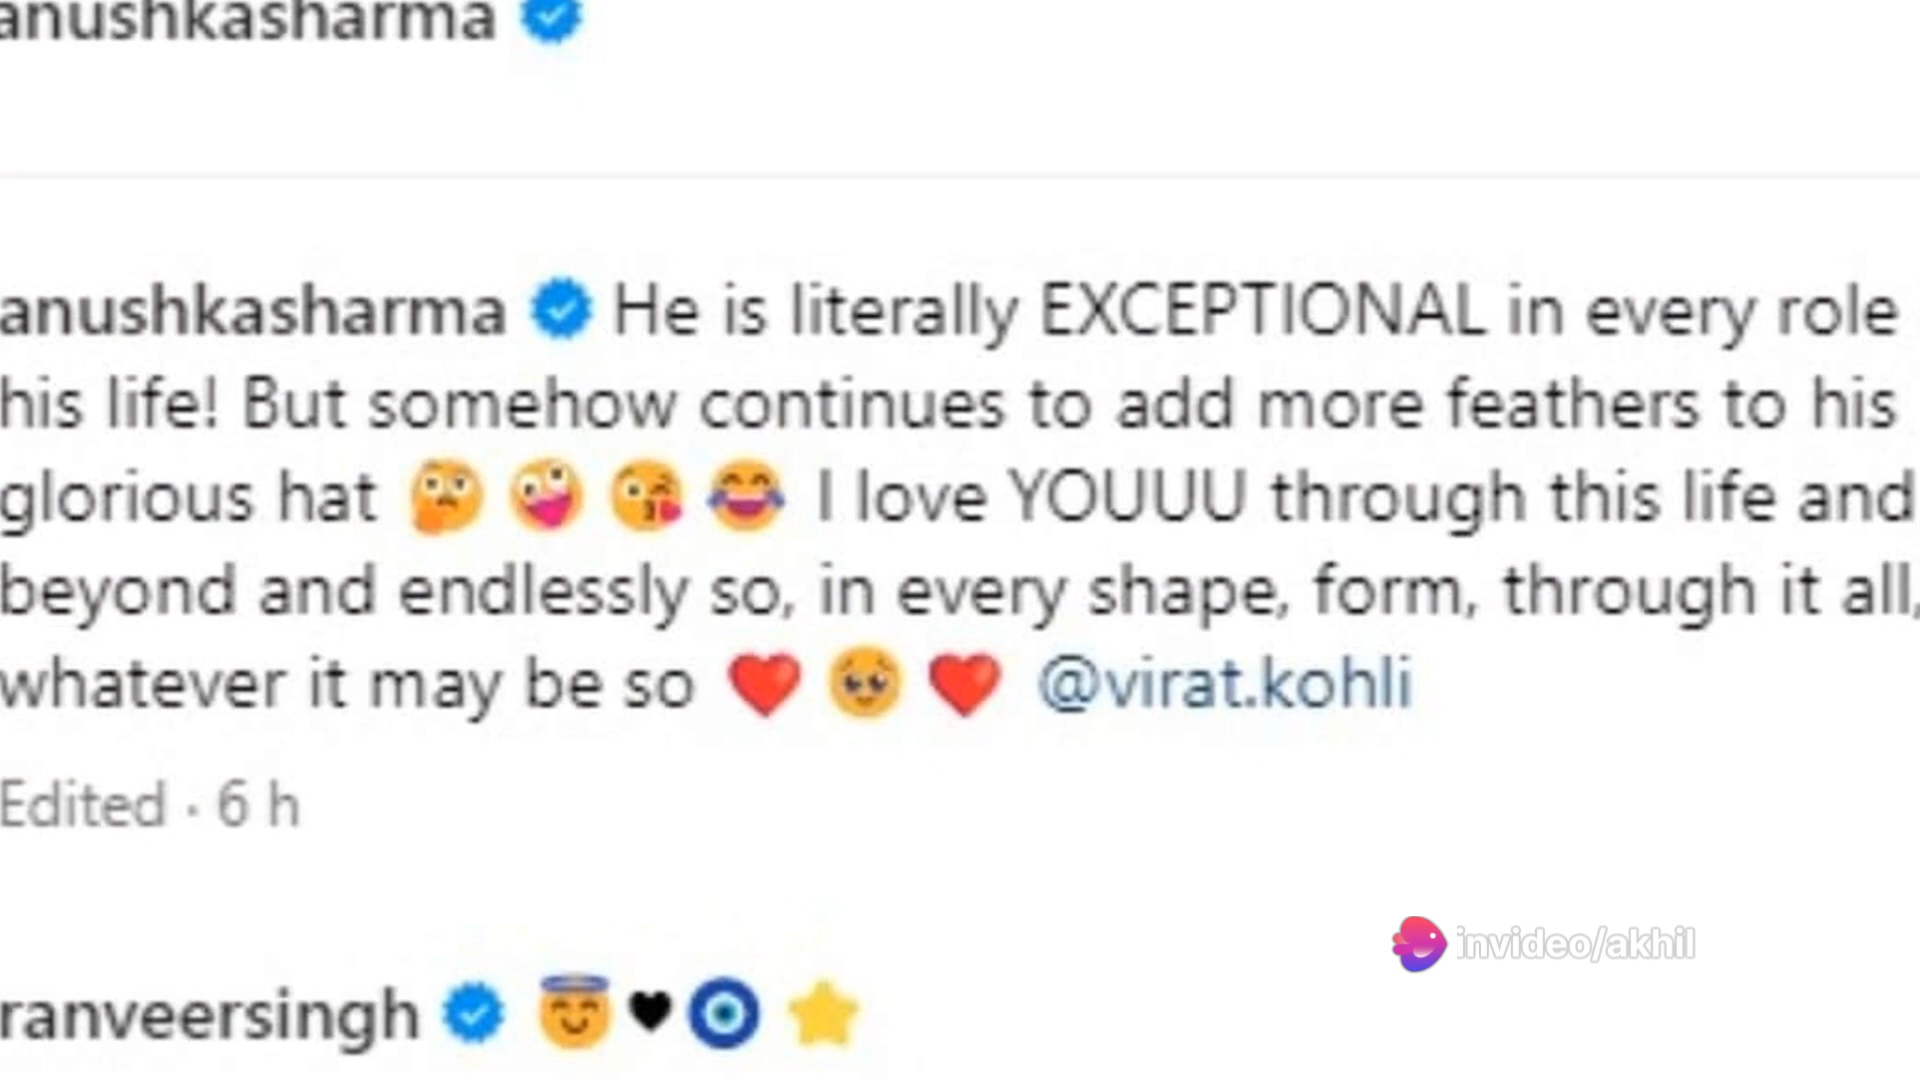 anushkasharma
anushkasharma He is literally EXCEPTIONAL in every role
his life! But somehow continues to add more feathers to his
glorious hat 🤔 🤪 😘 😂 I love YOUUU through this life and
beyond and endlessly so, in every shape, form, through it all,
whatever it may be so ❤️ 🥹 ❤️ @virat.kohli
Edited · 6 h
invideo/akhil
ranveersingh 😇 🖤 🧿 ⭐